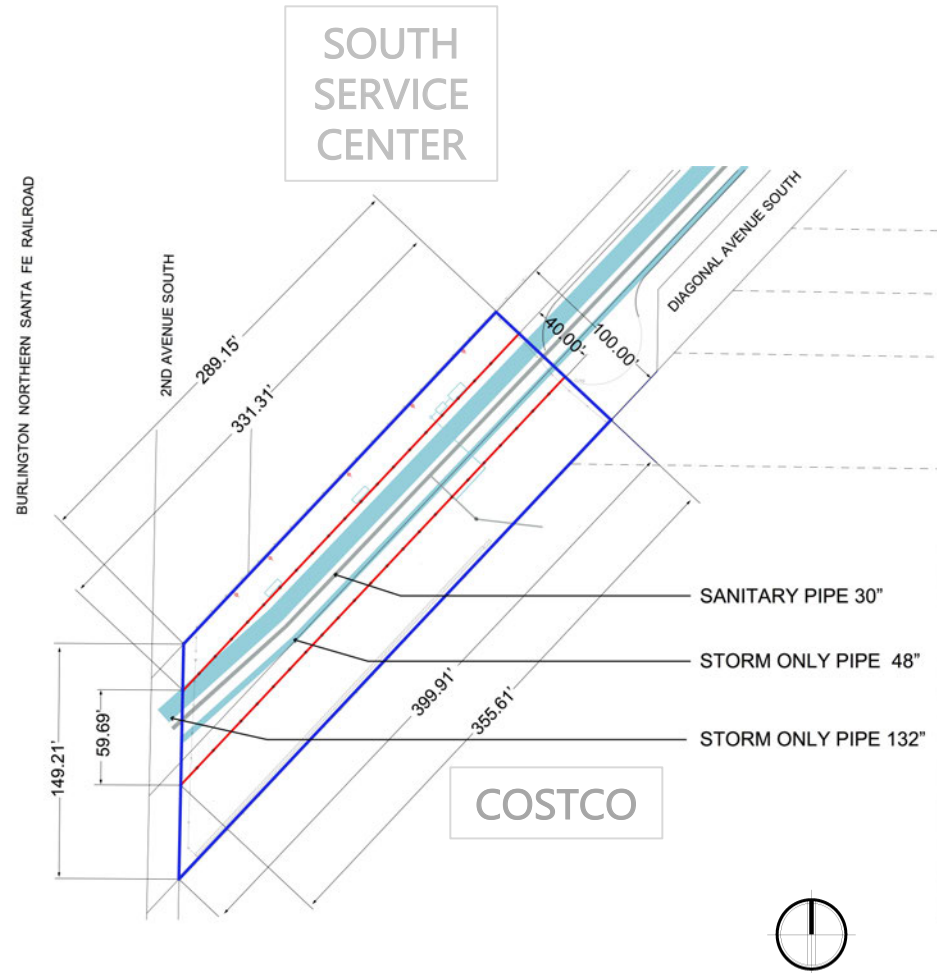 SOUTH
SERVICE
CENTER
BURLINGTON NORTHERN SANTA FE RAILROAD
2ND AVENUE SOUTH
DIAGONAL AVENUE SOUTH
289.15'
331.31'
40.00'
100.00'
SANITARY PIPE 30"
STORM ONLY PIPE 48"
STORM ONLY PIPE 132"
399.91'
355.61'
59.69'
149.21'
COSTCO